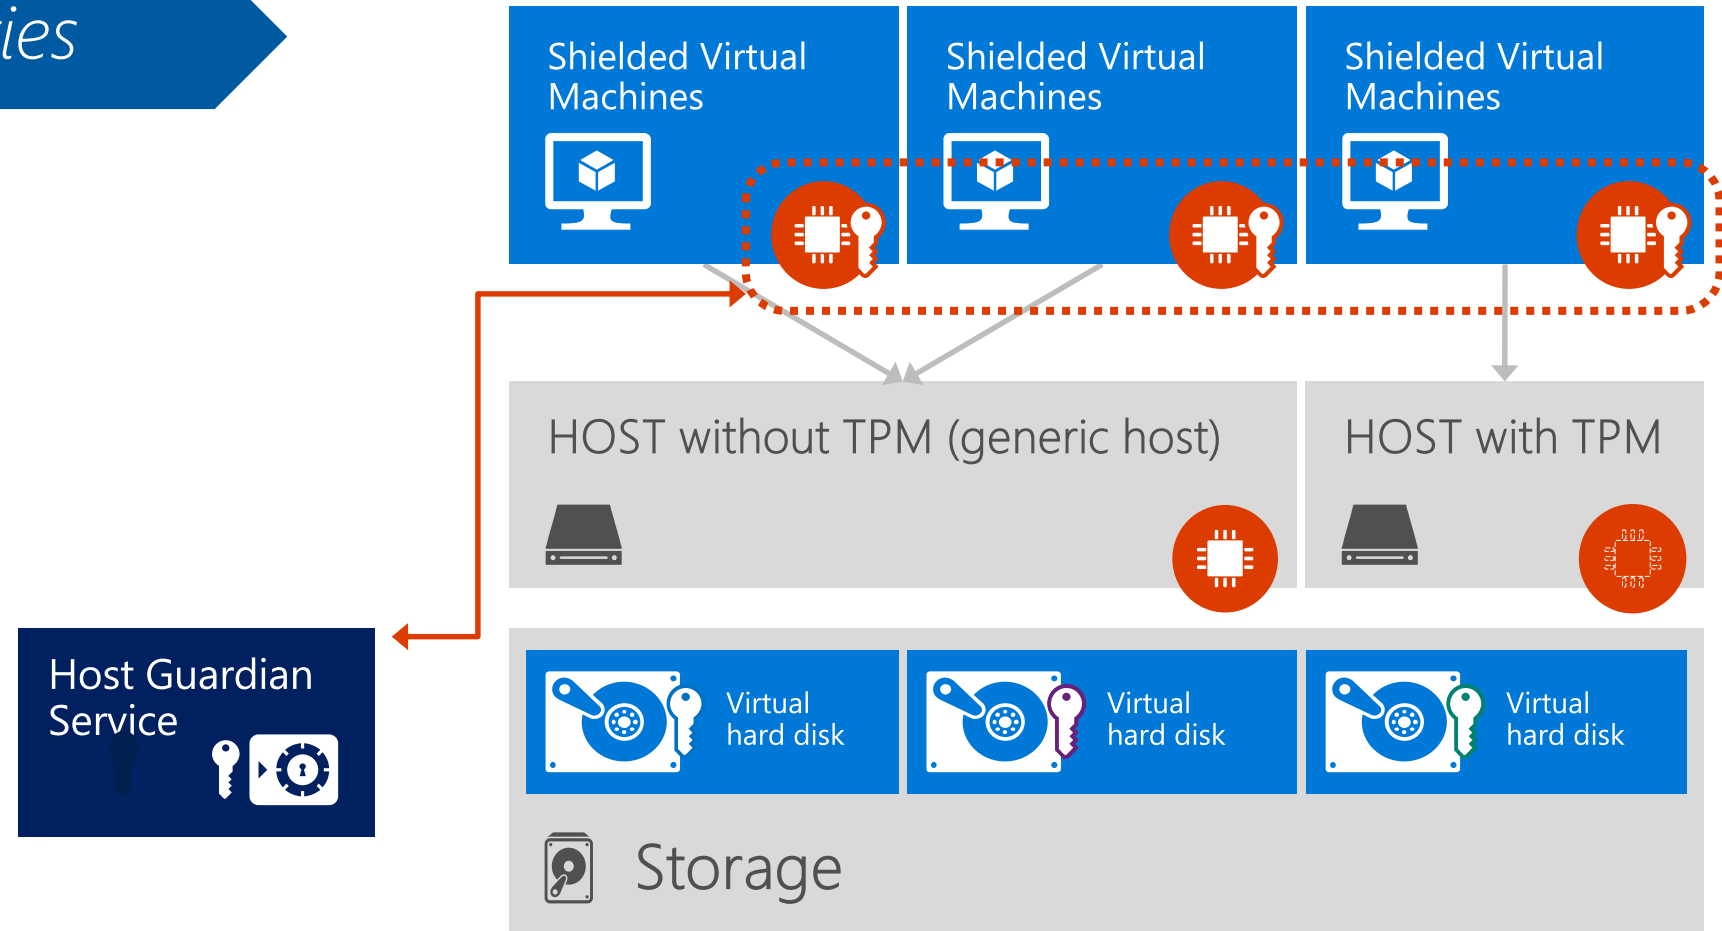 Shielded Virtual
Machines
Shielded Virtual
Machines
Shielded Virtual
Machines
HOST without TPM (generic host)
HOST with TPM
Host Guardian
Service
Virtual
hard disk
Virtual
hard disk
Virtual
hard disk
Storage